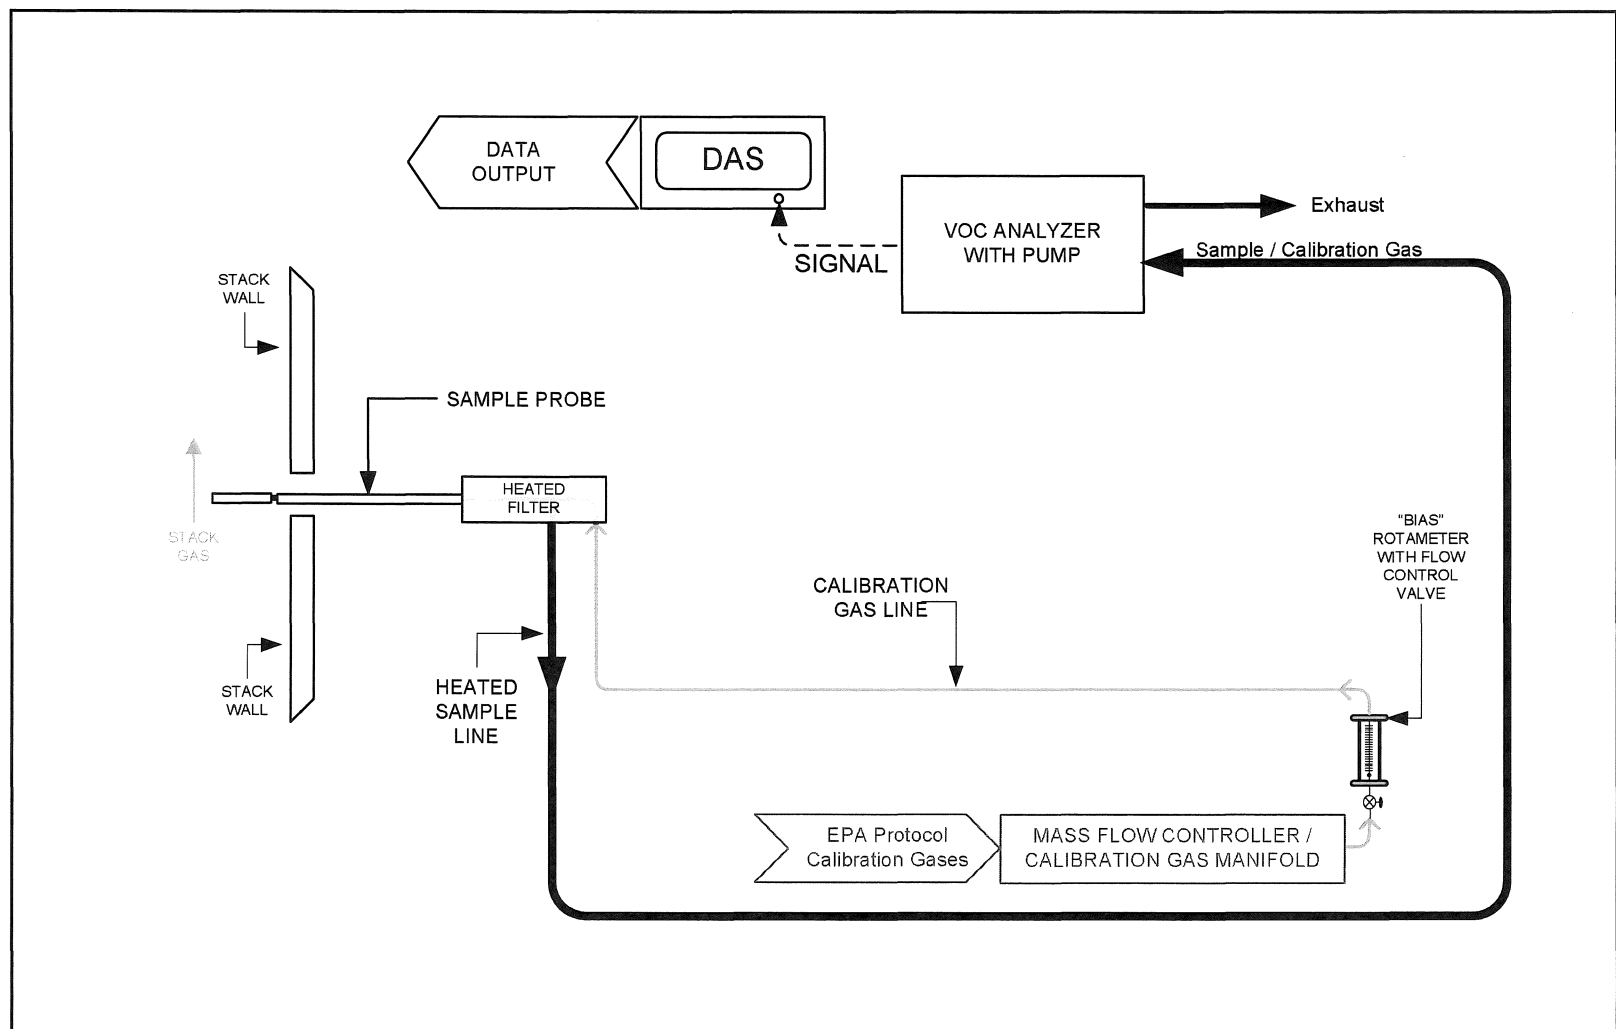 DATA
OUTPUT
DAS
VOC ANALYZER
WITH PUMP
Exhaust
Sample / Calibration Gas
SIGNAL
STACK
WALL
SAMPLE PROBE
HEATED
FILTER
STACK
GAS
"BIAS"
ROTAMETER
WITH FLOW
CONTROL
VALVE
CALIBRATION
GAS LINE
STACK
WALL
HEATED
SAMPLE
LINE
EPA Protocol
Calibration Gases
MASS FLOW CONTROLLER /
CALIBRATION GAS MANIFOLD